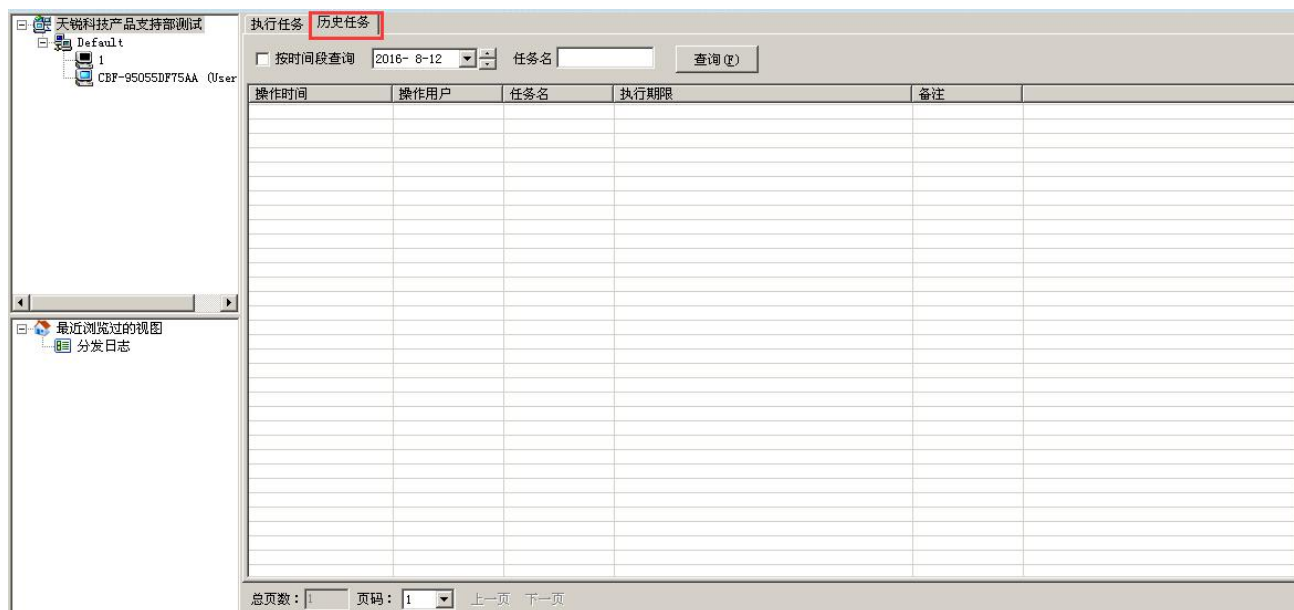 天锐科技产品支持部测试
Default
1
CBF-95055DF75AA (User
最近浏览过的视图
分发日志
执行任务 历史任务
按时间段查询 2016- 8-12 任务名 查询(F)
操作时间 操作用户 任务名 执行期限 备注
总页数: 1 页码: 1 上一页 下一页